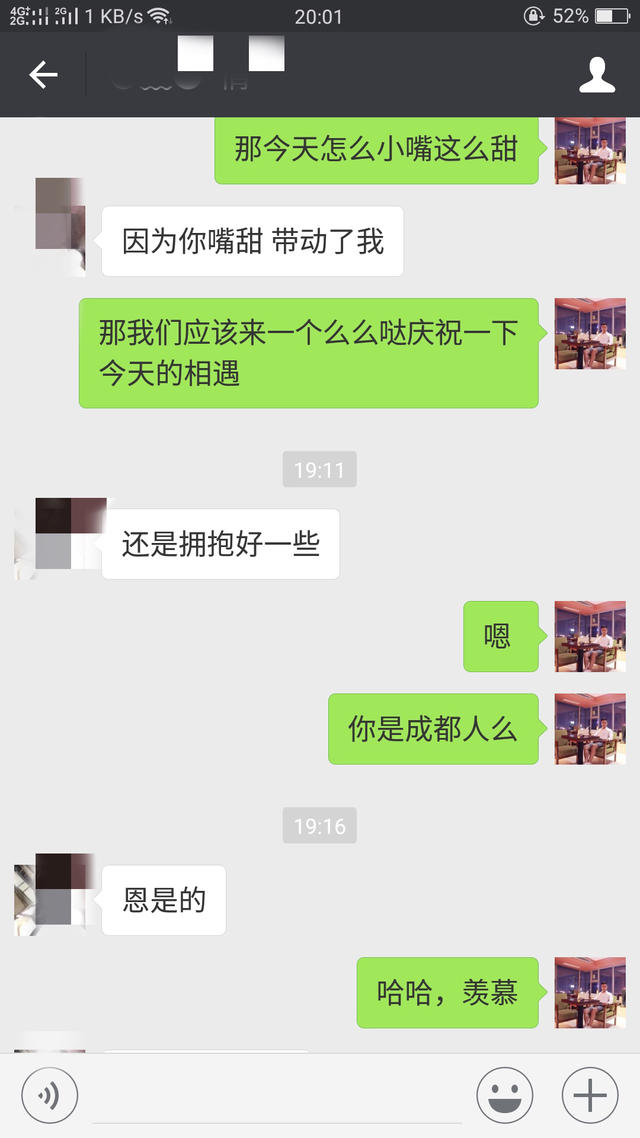 4G+ 2G 2G 1 KB/s 20:01 52%
那今天怎么小嘴这么甜
因为你嘴甜 带动了我
那我们应该来一个么么哒庆祝一下
今天的相遇
19:11
还是拥抱好一些
嗯
你是成都人么
19:16
恩是的
哈哈，羡慕